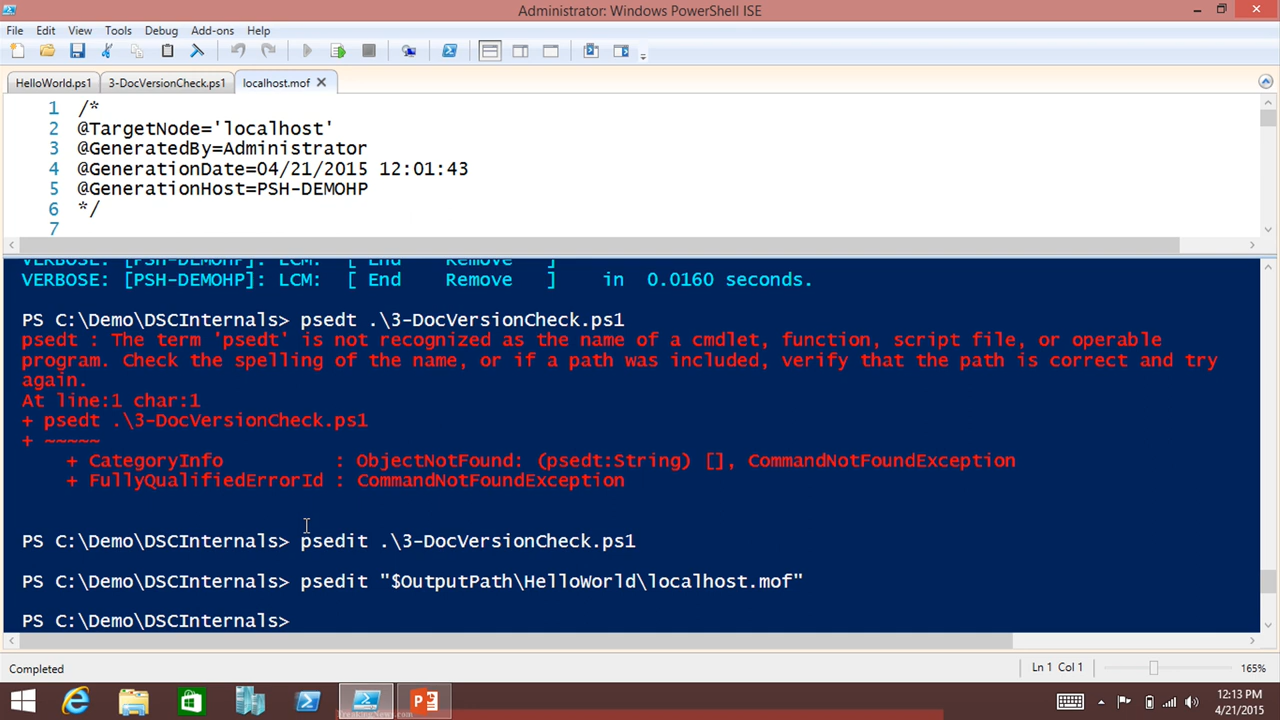 Administrator: Windows PowerShell ISE
File Edit View Tools Debug Add-ons Help
HelloWorld.ps1 3-DocVersionCheck.ps1 localhost.mof
1 /*
2 @TargetNode='localhost'
3 @GeneratedBy=Administrator
4 @GenerationDate=04/21/2015 12:01:43
5 @GenerationHost=PSH-DEMOHP
6 */
7
VERBOSE: [PSH-DEMOHP]: LCM: [ End Remove ]
VERBOSE: [PSH-DEMOHP]: LCM: [ End Remove ] in 0.0160 seconds.
PS C:\Demo\DSCInternals> psedt .\3-DocVersionCheck.ps1
psedt : The term 'psedt' is not recognized as the name of a cmdlet, function, script file, or operable
program. Check the spelling of the name, or if a path was included, verify that the path is correct and try
again.
At line:1 char:1
+ psedt .\3-DocVersionCheck.ps1
+ ~~~~~
+ CategoryInfo : ObjectNotFound: (psedt:String) [], CommandNotFoundException
+ FullyQualifiedErrorId : CommandNotFoundException
PS C:\Demo\DSCInternals> psedit .\3-DocVersionCheck.ps1
PS C:\Demo\DSCInternals> psedit "$OutputPath\HelloWorld\localhost.mof"
PS C:\Demo\DSCInternals>
Completed Ln 1 Col 1 165%
12:13 PM
4/21/2015